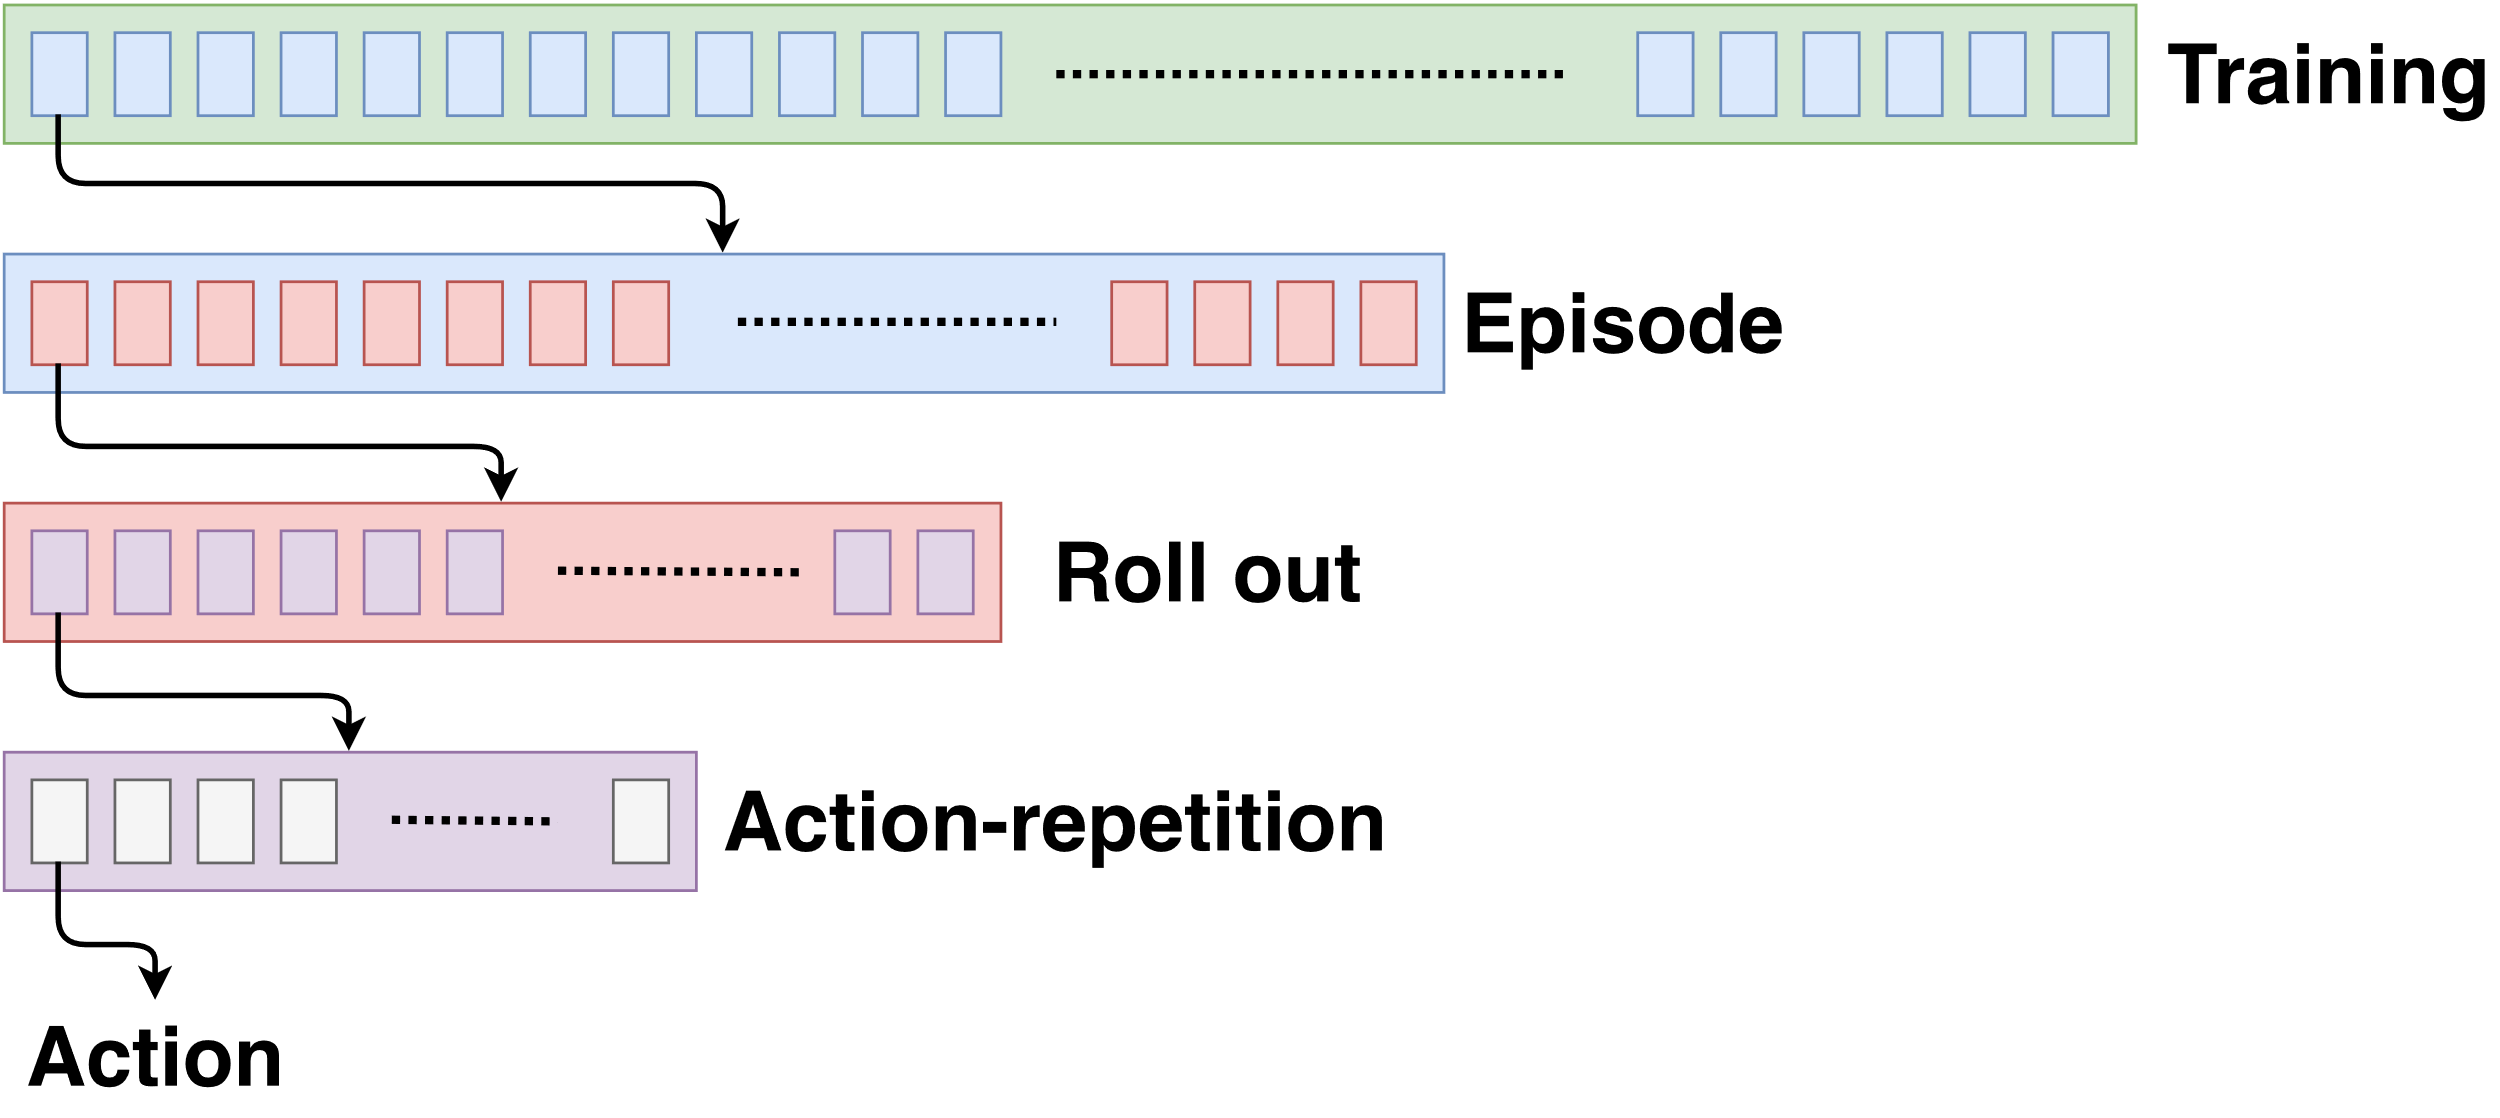 Training
Episode
Roll out
Action-repetition
Action